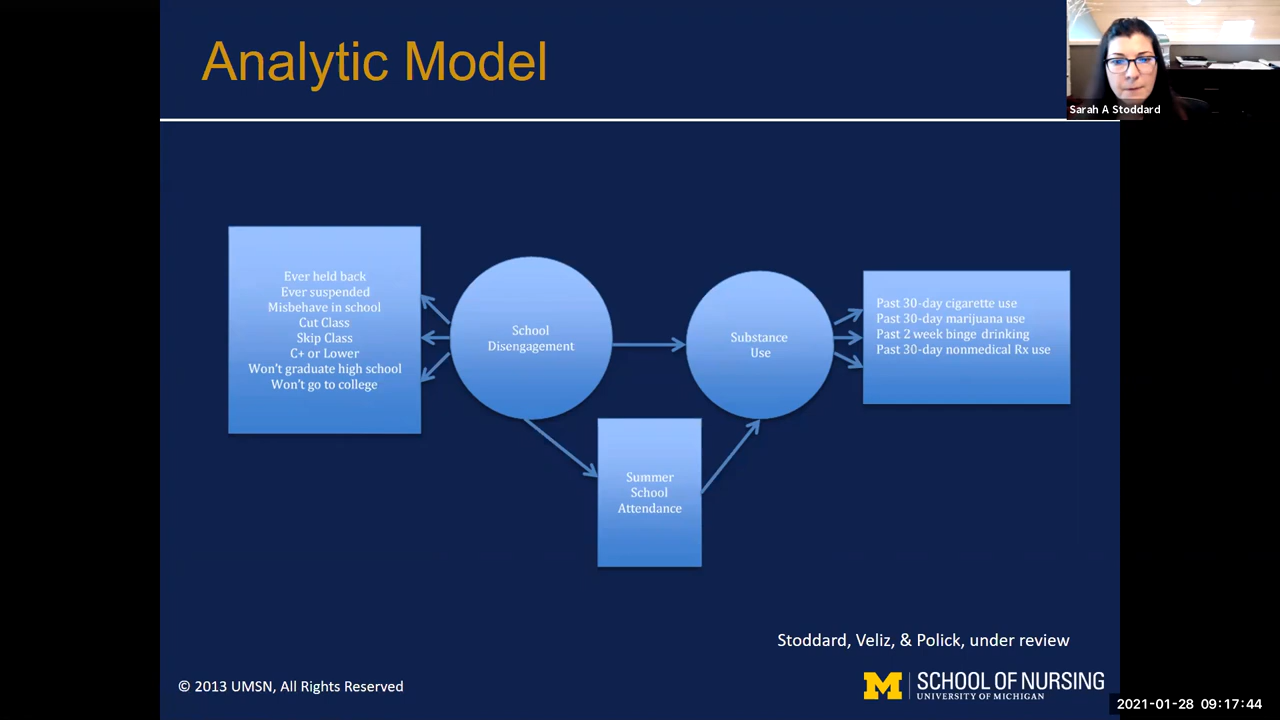 Analytic Model
Sarah A Stoddard
Ever held back
Ever suspended
Misbehave in school
Cut Class
Skip Class
C+ or Lower
Won't graduate high school
Won't go to college
School
Disengagement
Substance
Use
Past 30-day cigarette use
Past 30-day marijuana use
Past 2 week binge drinking
Past 30-day nonmedical Rx use
Summer
School
Attendance
Stoddard, Veliz, & Polick, under review
© 2013 UMSN, All Rights Reserved
M SCHOOL OF NURSING
UNIVERSITY OF MICHIGAN
2021-01-28 09:17:44